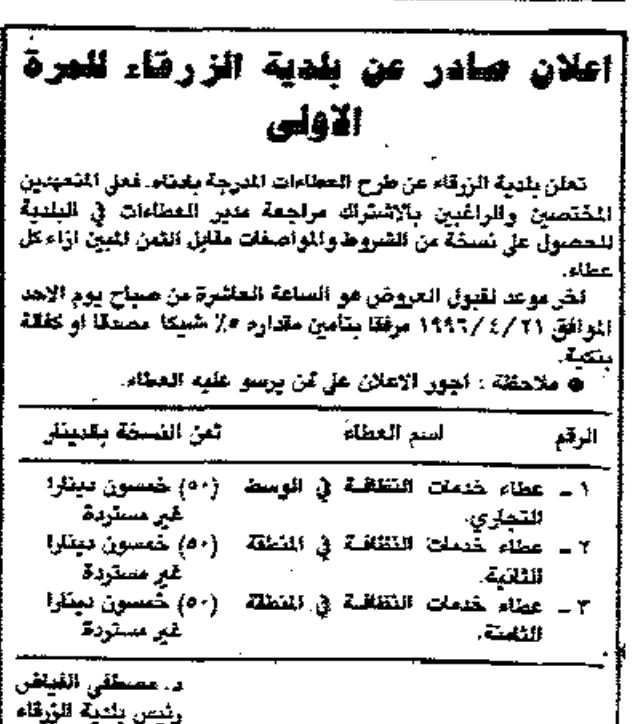 اعلان صادر عن بلدية الزرقاء للمرة
الاولى
تعلن بلدية الزرقاء عن طرح العطاءات المدرجة بادناه. فعلى المتعهدين
المختصين والراغبين بالاشتراك مراجعة مدير العطاءات في البلدية
للحصول على نسخة من الشروط والمواصفات مقابل الثمن المبين ازاء كل
عطاء.
اخر موعد لقبول العروض هو الساعة العاشرة من صباح يوم الاحد
الموافق ٢١/٤/١٩٩٦ مرفقا بتأمين مقداره ٥٪ شيكا مصدقا او كفالة
بنكية.
● ملاحظة : اجور الاعلان على من يرسو عليه العطاء.
الرقم اسم العطاء ثمن النسخة بالدينار
١ – عطاء خدمات النظافة في الوسط (٥٠) خمسون دينارا
التجاري. غير مستردة
٢ – عطاء خدمات النظافة في المنطقة (٥٠) خمسون دينارا
الثانية. غير مستردة
٣ – عطاء خدمات النظافة في المنطقة (٥٠) خمسون دينارا
الثامنة. غير مستردة
د. مصطفى الفياض
رئيس بلدية الزرقاء